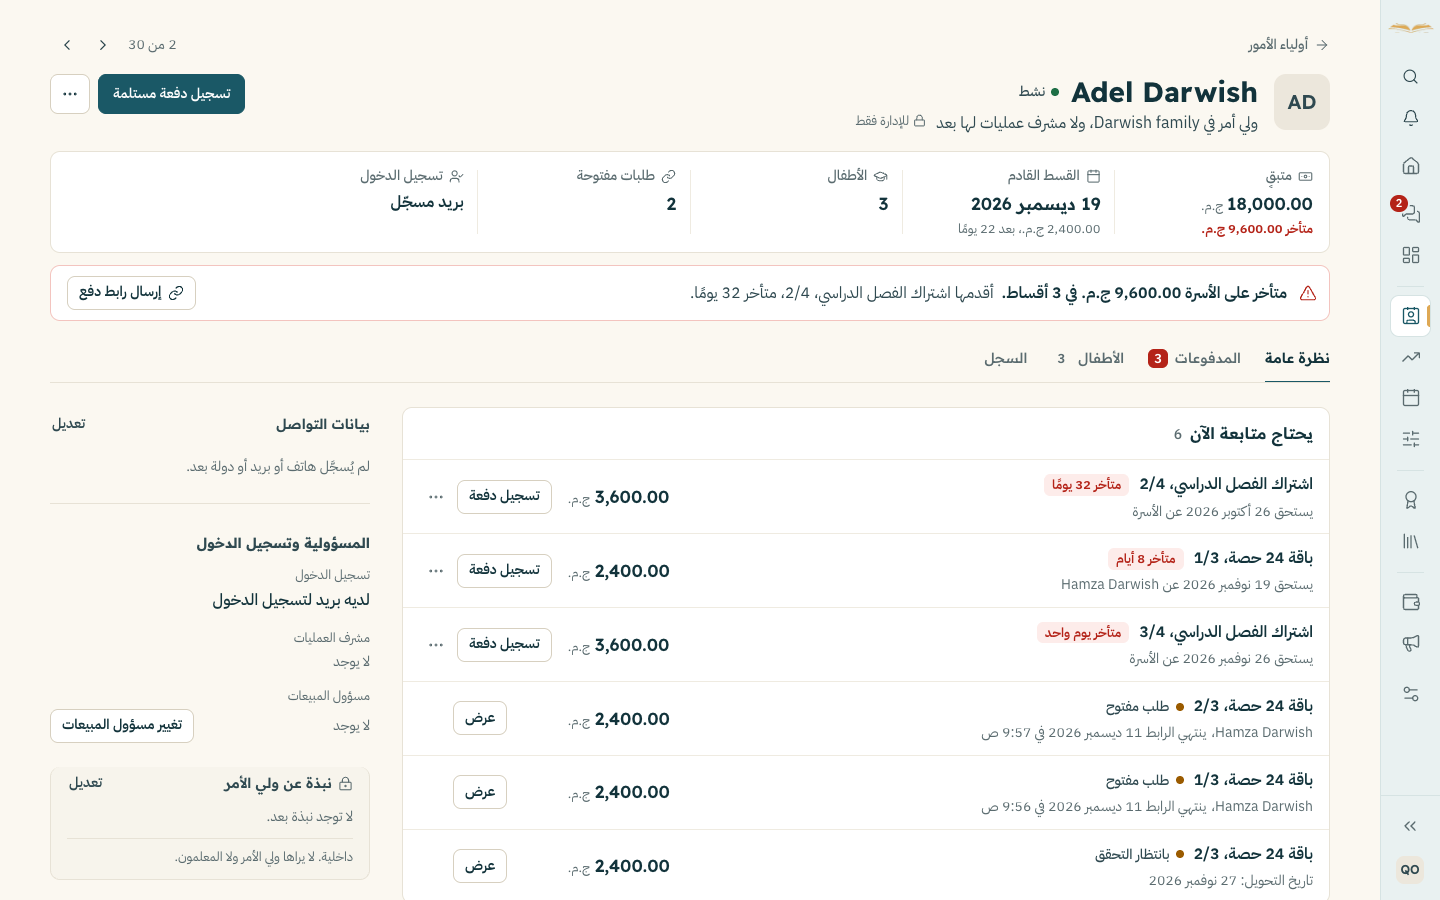 أولياء الأمور
2 من 30
AD
Adel Darwish
نشط
ولي أمر في Darwish family، ولا مشرف عمليات لها بعد
للإدارة فقط
تسجيل دفعة مستلمة
متبقٍ
18,000.00 ج.م.
متأخر 9,600.00 ج.م.
القسط القادم
19 ديسمبر 2026
2,400.00 ج.م.، بعد 22 يومًا
الأطفال
3
طلبات مفتوحة
2
تسجيل الدخول
بريد مسجّل
متأخر على الأسرة 9,600.00 ج.م. في 3 أقساط. أقدمها اشتراك الفصل الدراسي، 2/4، متأخر 32 يومًا.
إرسال رابط دفع
نظرة عامة
المدفوعات 3
الأطفال 3
السجل
يحتاج متابعة الآن 6
اشتراك الفصل الدراسي، 2/4 متأخر 32 يومًا
يستحق 26 أكتوبر 2026 عن الأسرة
3,600.00 ج.م.
تسجيل دفعة
باقة 24 حصة، 1/3 متأخر 8 أيام
يستحق 19 نوفمبر 2026 عن Hamza Darwish
2,400.00 ج.م.
تسجيل دفعة
اشتراك الفصل الدراسي، 3/4 متأخر يوم واحد
يستحق 26 نوفمبر 2026 عن الأسرة
3,600.00 ج.م.
تسجيل دفعة
باقة 24 حصة، 2/3 طلب مفتوح
Hamza Darwish، ينتهي الرابط 11 ديسمبر 2026 في 9:57 ص
2,400.00 ج.م.
عرض
باقة 24 حصة، 1/3 طلب مفتوح
Hamza Darwish، ينتهي الرابط 11 ديسمبر 2026 في 9:56 ص
2,400.00 ج.م.
عرض
باقة 24 حصة، 2/3 بانتظار التحقق
تاريخ التحويل: 27 نوفمبر 2026
2,400.00 ج.م.
عرض
بيانات التواصل
تعديل
لم يُسجَّل هاتف أو بريد أو دولة بعد.
المسؤولية وتسجيل الدخول
تسجيل الدخول
لديه بريد لتسجيل الدخول
مشرف العمليات
لا يوجد
مسؤول المبيعات
لا يوجد
تغيير مسؤول المبيعات
نبذة عن ولي الأمر
تعديل
لا توجد نبذة بعد.
داخلية. لا يراها ولي الأمر ولا المعلمون.
2
QO